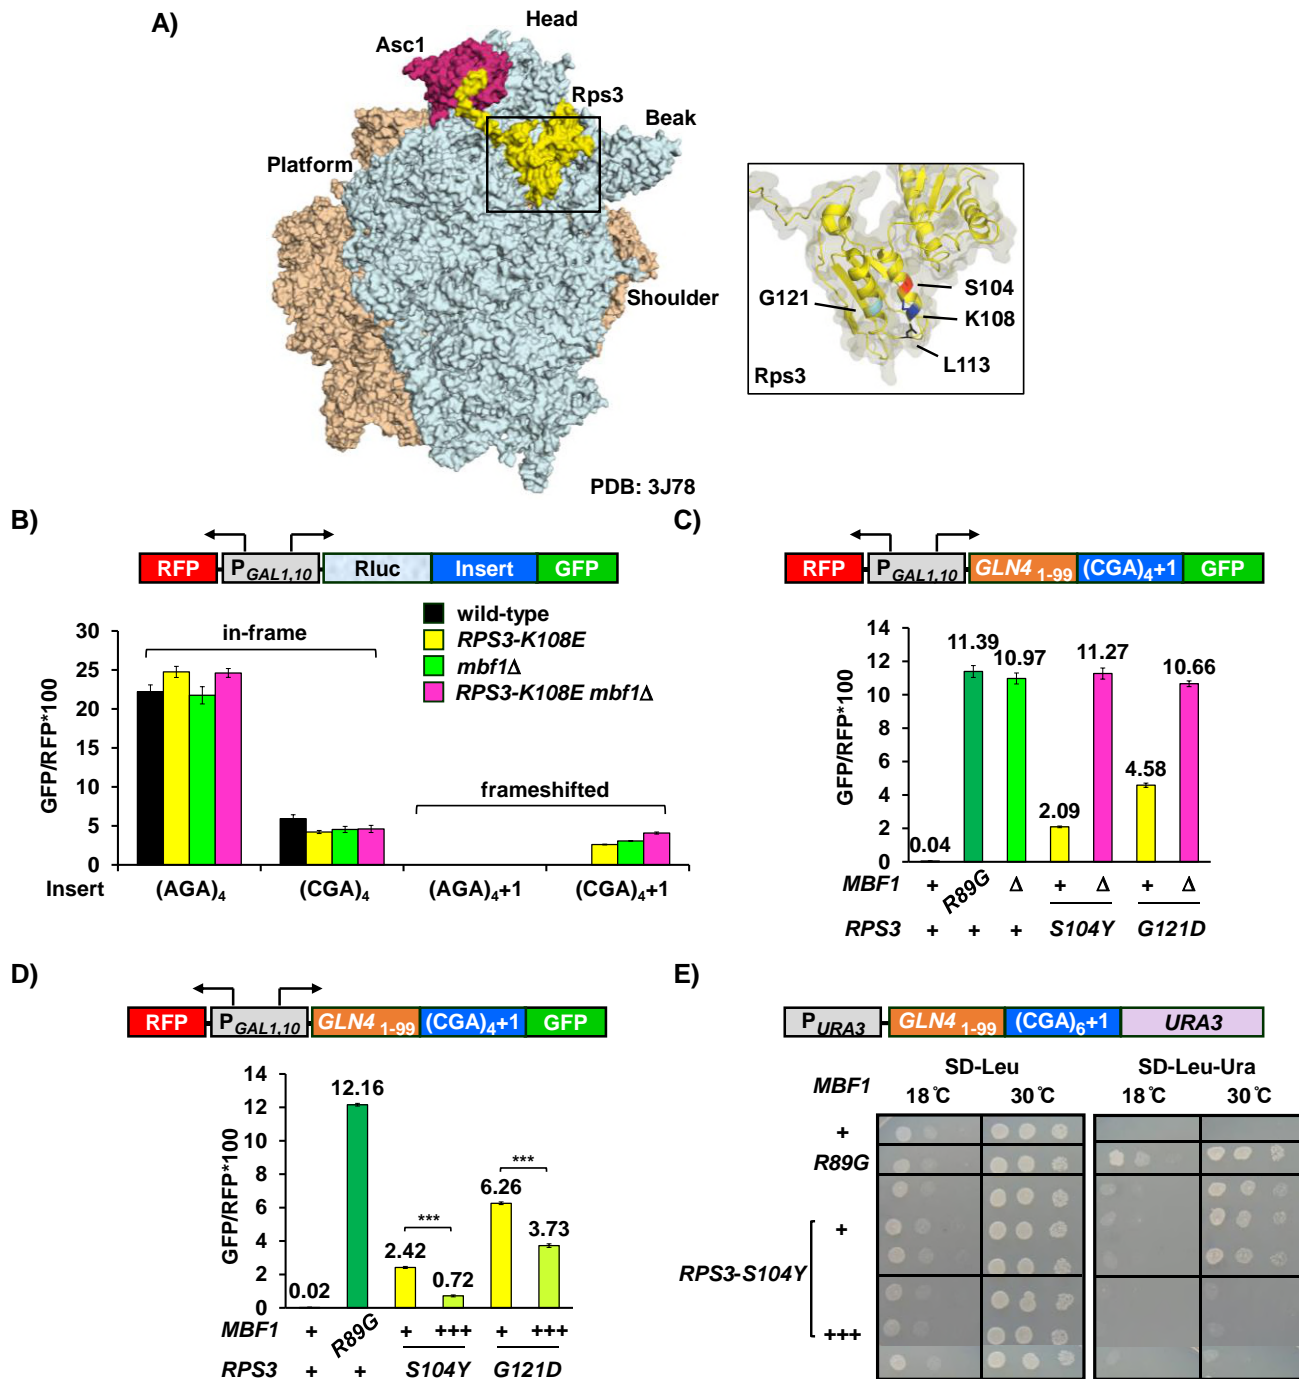 A)
Head
Asc1
Rps3
Beak
Platform
Shoulder
PDB: 3J78
G121
S104
K108
L113
Rps3
B)
RFP PGAL1,10 Rluc Insert GFP
wild-type
RPS3-K108E
mbf1Δ
RPS3-K108E mbf1Δ
GFP/RFP*100
30
25
20
15
10
5
0
in-frame
frameshifted
Insert (AGA)4 (CGA)4 (AGA)4+1 (CGA)4+1
C)
RFP PGAL1,10 GLN4 1-99 (CGA)4+1 GFP
GFP/RFP*100
14
12
10
8
6
4
2
0
0.04 11.39 10.97 2.09 11.27 4.58 10.66
MBF1 + R89G Δ + Δ + Δ
RPS3 + + + S104Y G121D
D)
RFP PGAL1,10 GLN4 1-99 (CGA)4+1 GFP
GFP/RFP*100
14
12
10
8
6
4
2
0
0.02 12.16 2.42 0.72 6.26 3.73
*** ***
MBF1 + R89G + +++ + +++
RPS3 + + S104Y G121D
E)
PURA3 GLN4 1-99 (CGA)6+1 URA3
SD-Leu SD-Leu-Ura
MBF1 18°C 30°C 18°C 30°C
+
R89G
+
RPS3-S104Y
+++